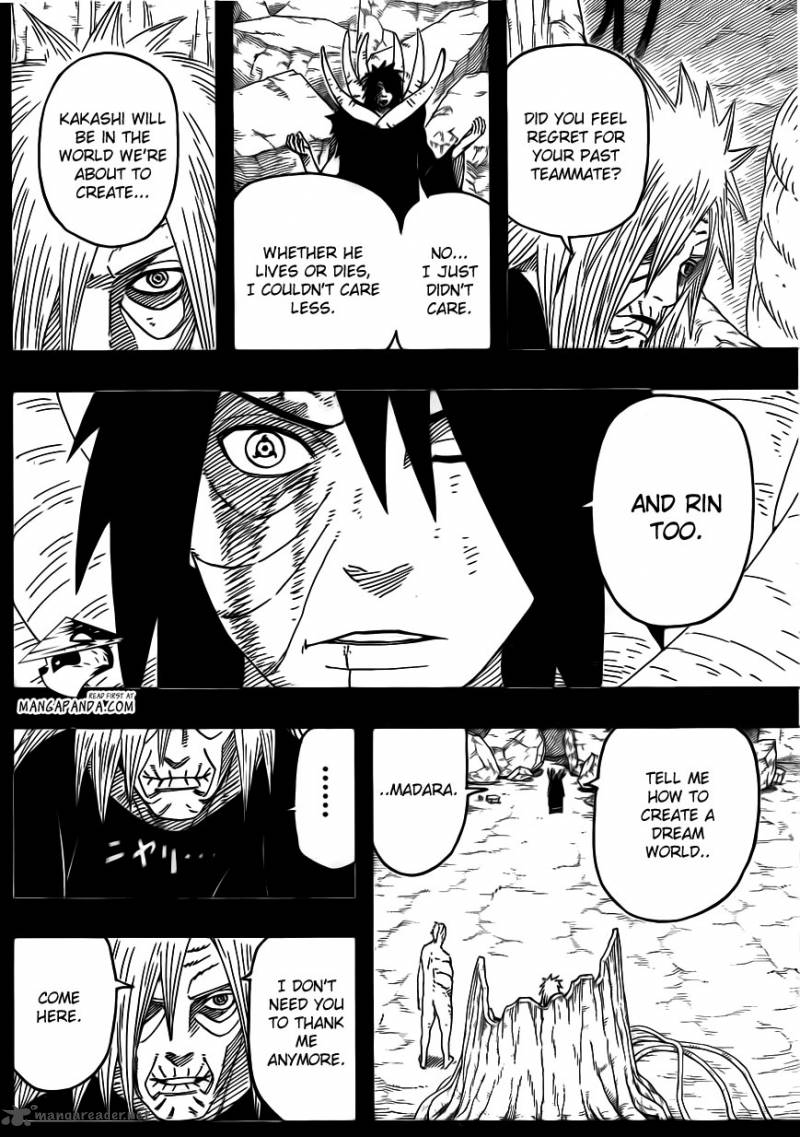 DID YOU FEEL
REGRET FOR
YOUR PAST
TEAMMATE?
NO...
I JUST
DIDN'T
CARE.
WHETHER HE
LIVES OR DIES,
I COULDN'T CARE
LESS.
KAKASHI WILL
BE IN THE
WORLD WE'RE
ABOUT TO
CREATE...
AND RIN
TOO.
READ FIRST AT
MANGAPANDA.COM
TELL ME
HOW TO
CREATE A
DREAM
WORLD..
..MADARA.
......
ニヤリ...
I DON'T
NEED YOU
TO THANK
ME
ANYMORE.
COME
HERE.
mangareader.net